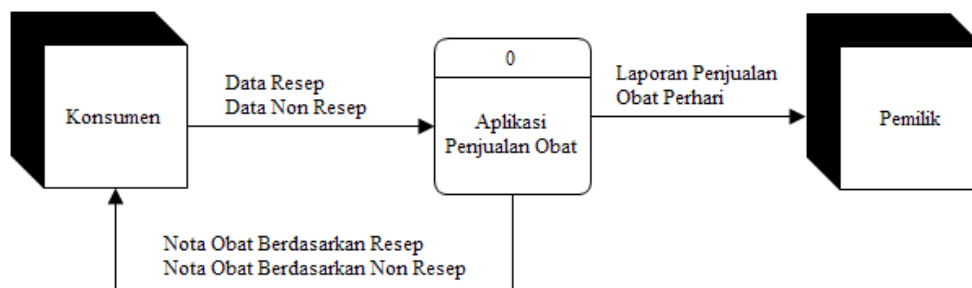 Konsumen
Data Resep
Data Non Resep
0
Aplikasi
Penjualan Obat
Laporan Penjualan
Obat Perhari
Pemilik
Nota Obat Berdasarkan Resep
Nota Obat Berdasarkan Non Resep